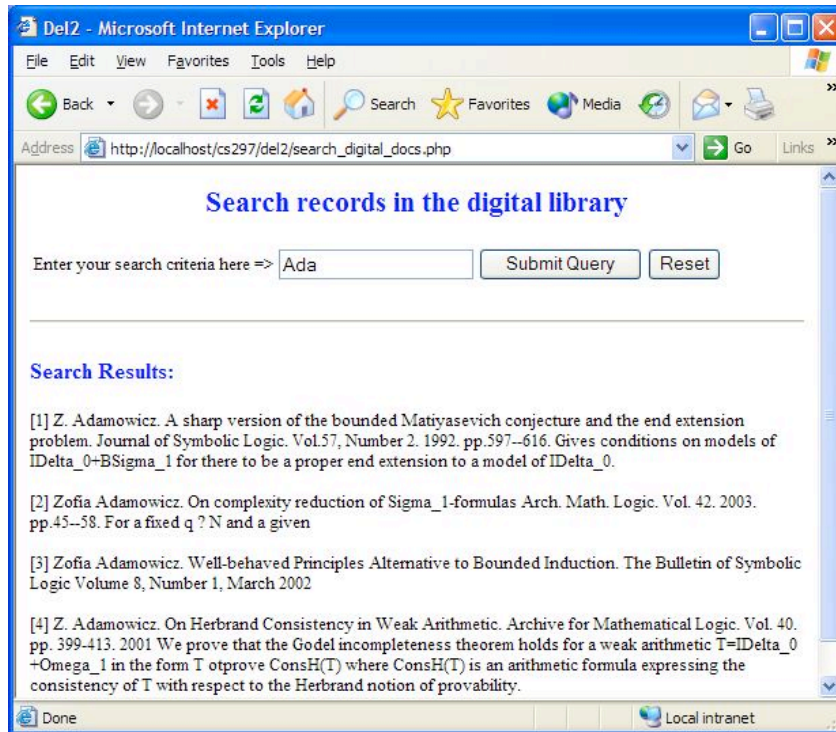 Del2 - Microsoft Internet Explorer
File Edit View Favorites Tools Help
Back Search Favorites Media »
Address http://localhost/cs297/del2/search_digital_docs.php Go Links »
Search records in the digital library
Enter your search criteria here => Ada Submit Query Reset
Search Results:
[1] Z. Adamowicz. A sharp version of the bounded Matiyasevich conjecture and the end extension
problem. Journal of Symbolic Logic. Vol.57, Number 2. 1992. pp.597--616. Gives conditions on models of
IDelta_0+BSigma_1 for there to be a proper end extension to a model of IDelta_0.
[2] Zofia Adamowicz. On complexity reduction of Sigma_1-formulas Arch. Math. Logic. Vol. 42. 2003.
pp.45--58. For a fixed q ? N and a given
[3] Zofia Adamowicz. Well-behaved Principles Alternative to Bounded Induction. The Bulletin of Symbolic
Logic Volume 8, Number 1, March 2002
[4] Z. Adamowicz. On Herbrand Consistency in Weak Arithmetic. Archive for Mathematical Logic. Vol. 40.
pp. 399-413. 2001 We prove that the Godel incompleteness theorem holds for a weak arithmetic T=IDelta_0
+Omega_1 in the form T otprove ConsH(T) where ConsH(T) is an arithmetic formula expressing the
consistency of T with respect to the Herbrand notion of provability.
Done Local intranet